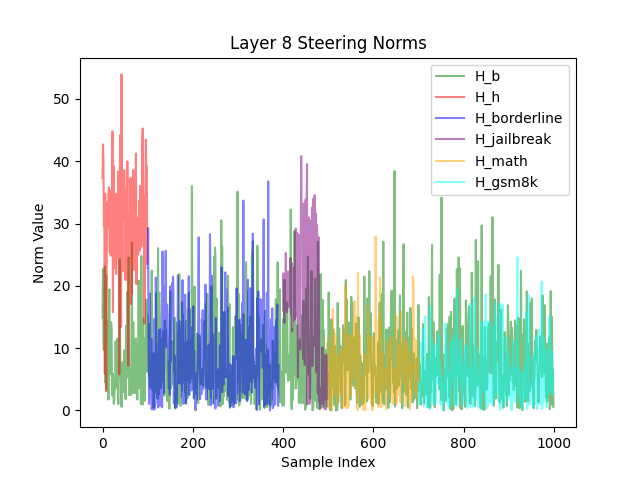 Layer 8 Steering Norms
H_b
H_h
H_borderline
H_jailbreak
H_math
H_gsm8k
50
40
30
20
10
0
Norm Value
0
200
400
600
800
1000
Sample Index